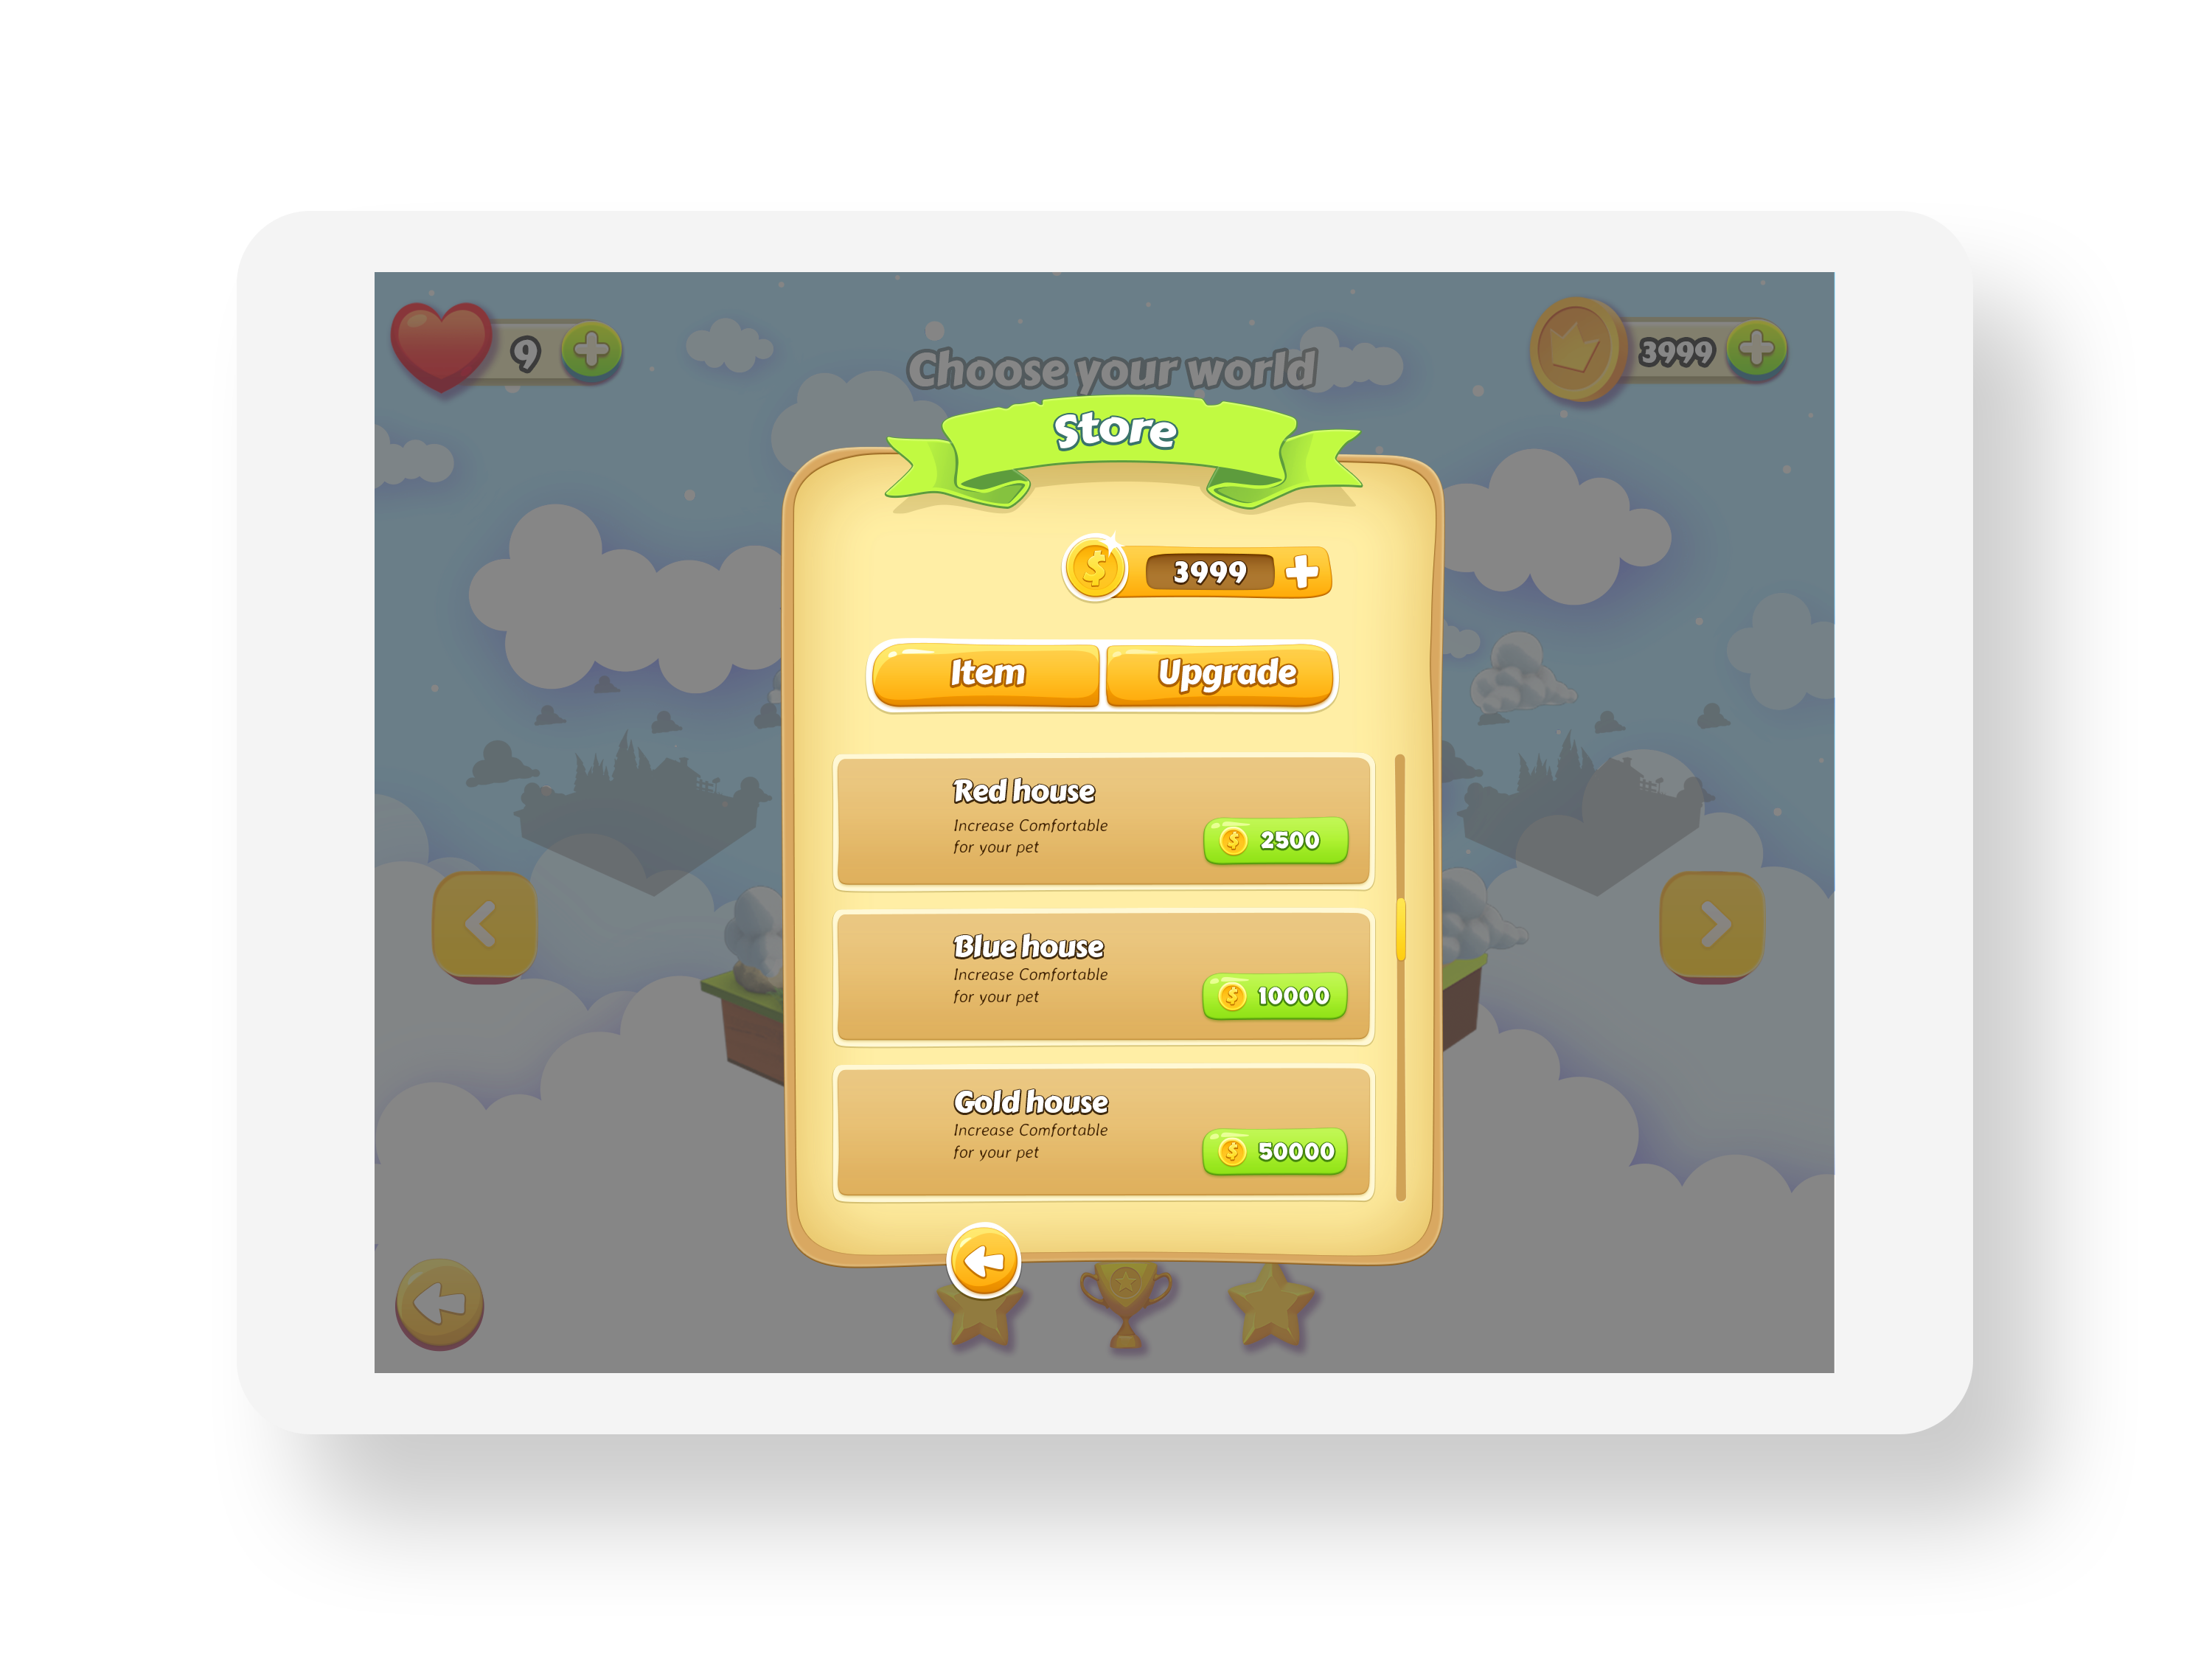 9
3999
Choose your world
Store
3999
Item
Upgrade
Red house
Increase Comfortable
for your pet
2500
Blue house
Increase Comfortable
for your pet
10000
Gold house
Increase Comfortable
for your pet
50000